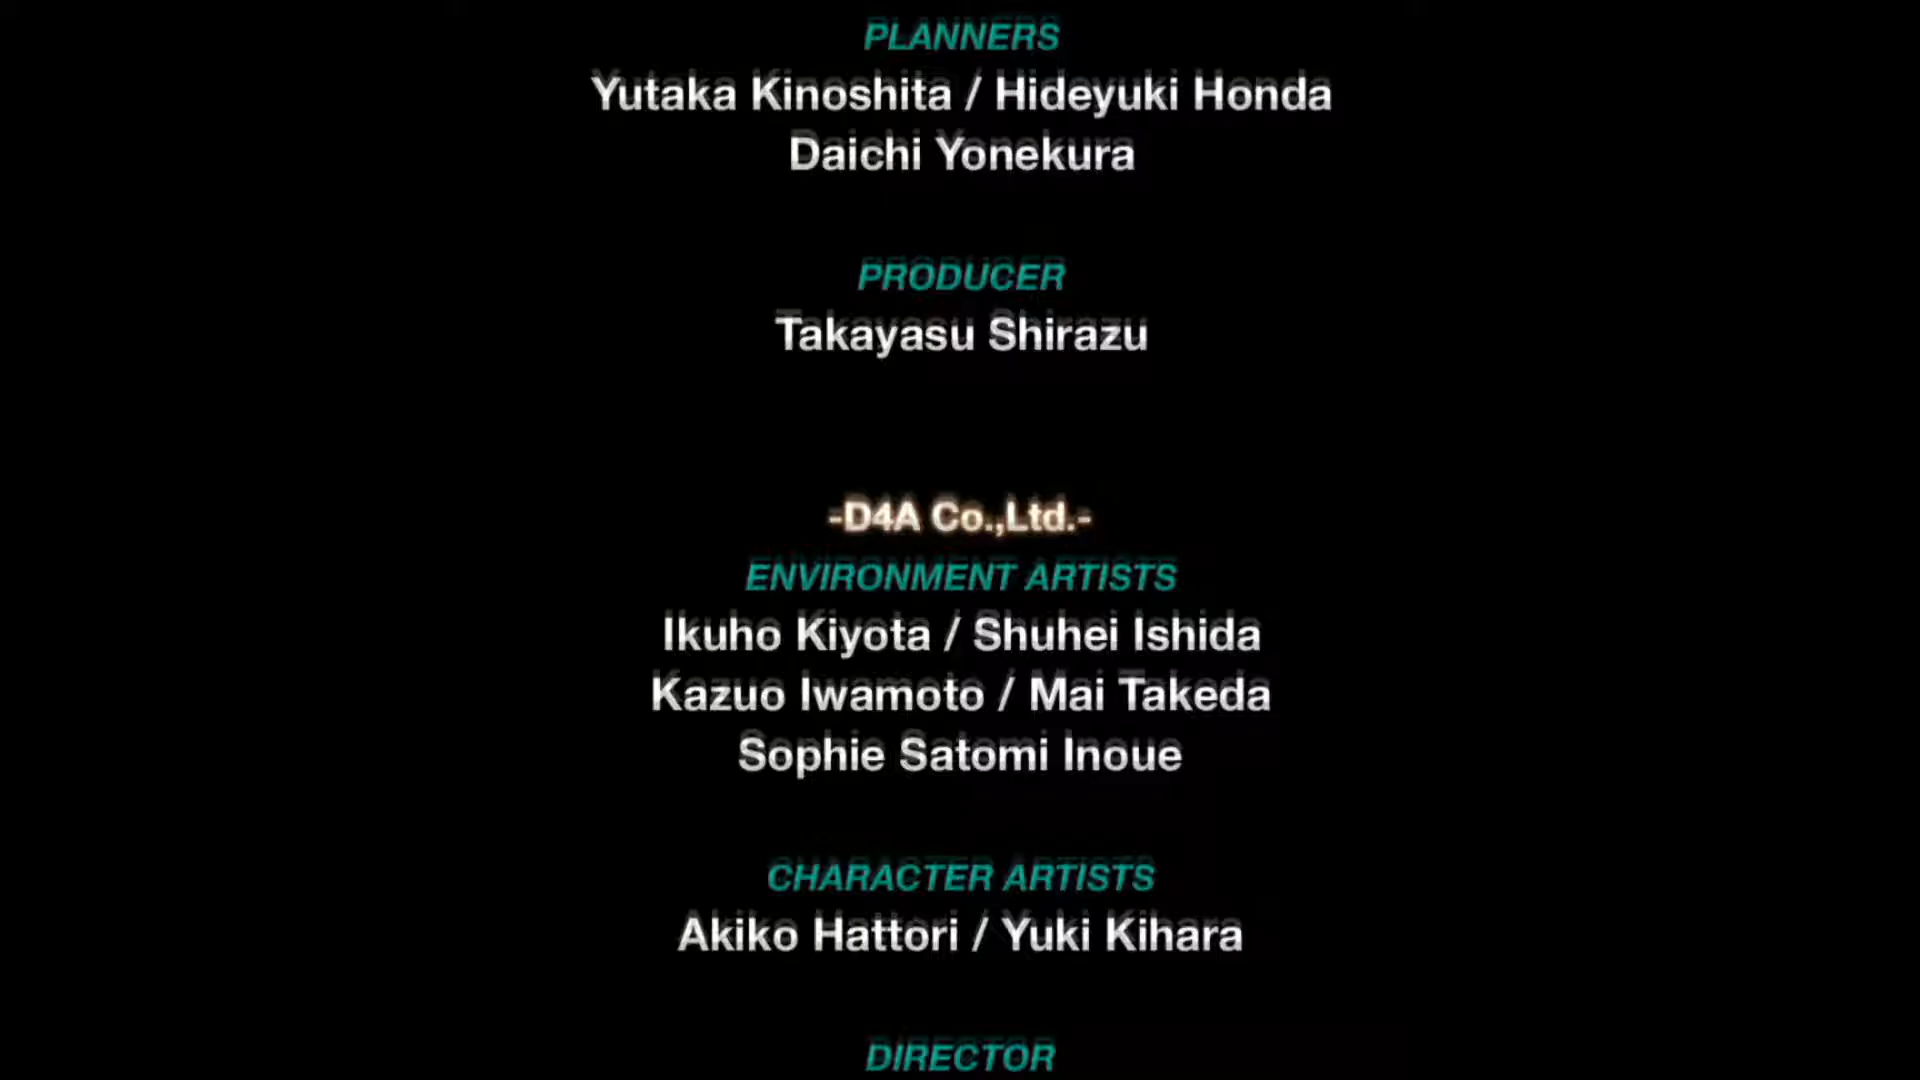 PLANNERS
Yutaka Kinoshita / Hideyuki Honda
Daichi Yonekura
PRODUCER
Takayasu Shirazu
-D4A Co.,Ltd.-
ENVIRONMENT ARTISTS
Ikuho Kiyota / Shuhei Ishida
Kazuo Iwamoto / Mai Takeda
Sophie Satomi Inoue
CHARACTER ARTISTS
Akiko Hattori / Yuki Kihara
DIRECTOR